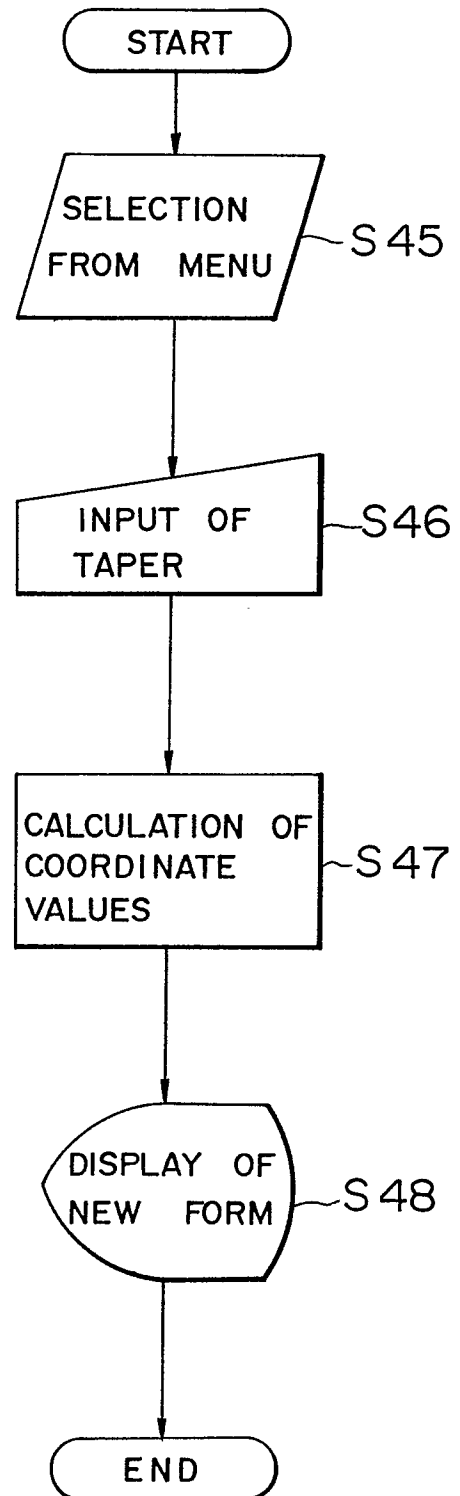 START
SELECTION
FROM MENU
S45
INPUT OF
TAPER
S46
CALCULATION OF
COORDINATE
VALUES
S47
DISPLAY OF
NEW FORM
S48
END